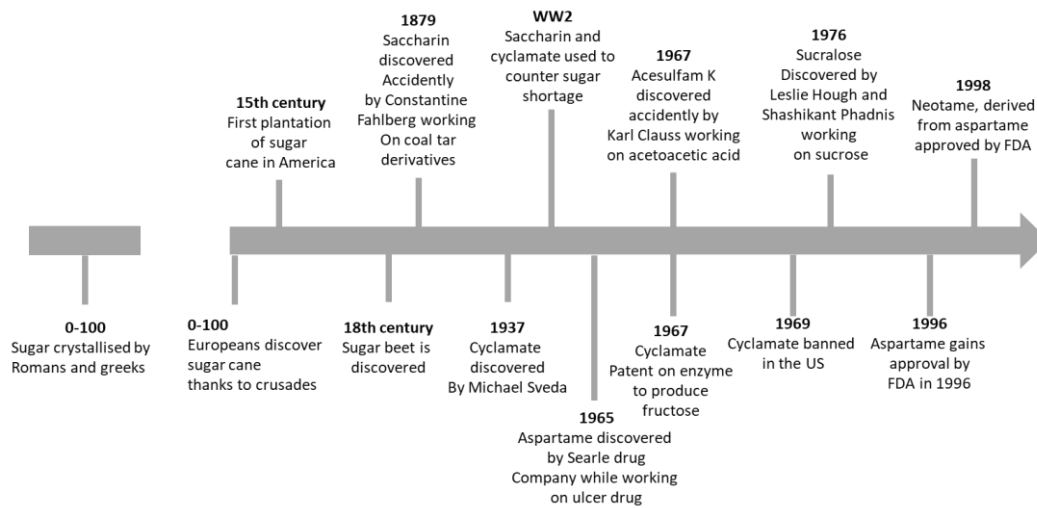 1879
Saccharin
discovered
Accidently
by Constantine
Fahlberg working
On coal tar
derivatives
WW2
Saccharin and
cyclamate used to
counter sugar
shortage
1976
Sucralose
Discovered by
Leslie Hough and
Shashikant Phadnis
working
on sucrose
1967
Acesulfam K
discovered
accidently by
Karl Clauss working
on acetoacetic acid
1998
Neotame, derived
from aspartame
approved by FDA
15th century
First plantation
of sugar
cane in America
0-100
Sugar crystallised by
Romans and greeks
0-100
Europeans discover
sugar cane
thanks to crusades
18th century
Sugar beet is
discovered
1937
Cyclamate
discovered
By Michael Sveda
1965
Aspartame discovered
by Searle drug
Company while working
on ulcer drug
1967
Cyclamate
Patent on enzyme
to produce
fructose
1969
Cyclamate banned
in the US
1996
Aspartame gains
approval by
FDA in 1996